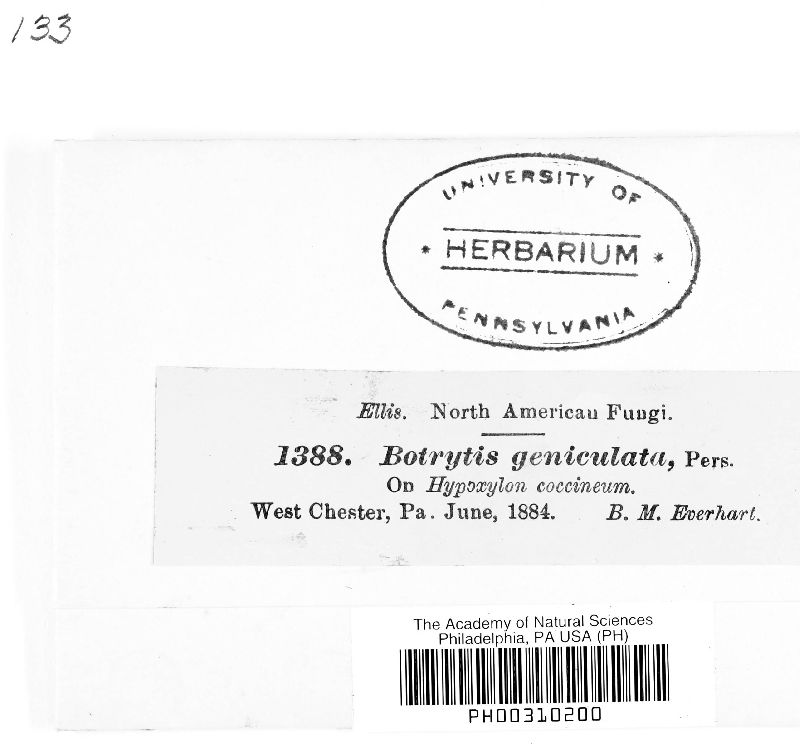 133
UNIVERSITY OF
* HERBARIUM *
PENNSYLVANIA
Ellis. North American Fungi.
1388. Botrytis geniculata, Pers.
On Hypoxylon coccineum.
West Chester, Pa. June, 1884. B. M. Everhart.
The Academy of Natural Sciences
Philadelphia, PA USA (PH)
PH00310200